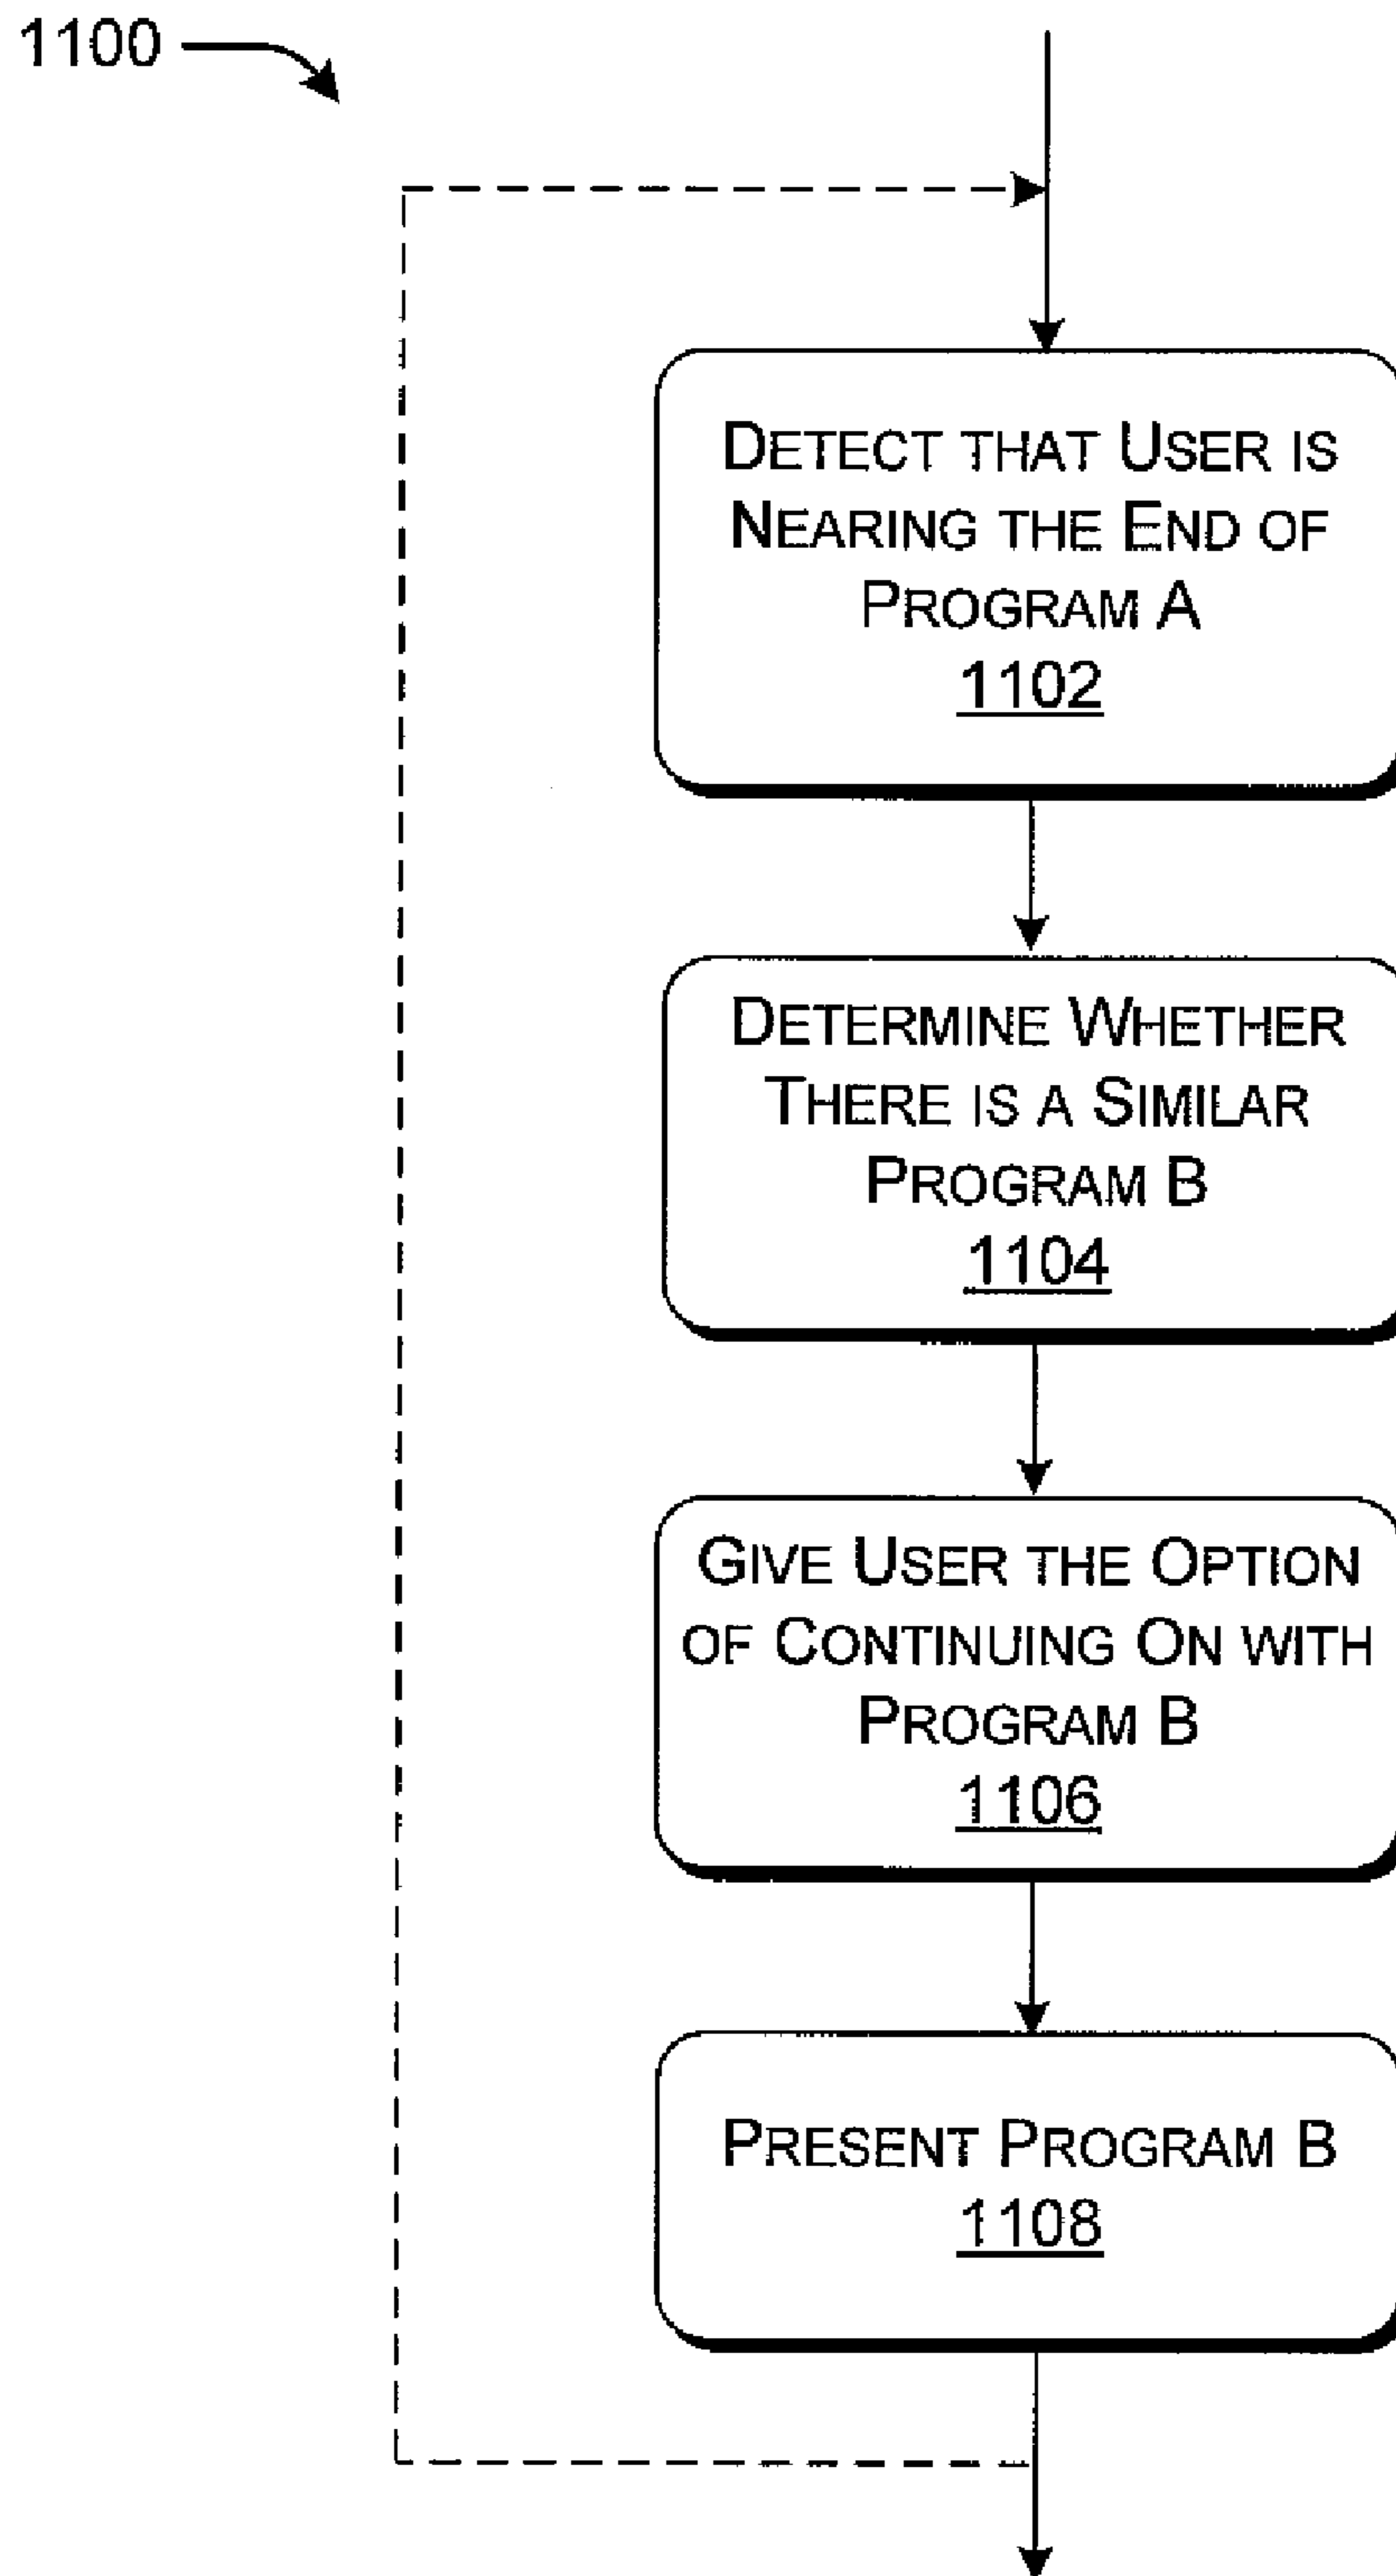 1100
DETECT THAT USER IS
NEARING THE END OF
PROGRAM A
1102
DETERMINE WHETHER
THERE IS A SIMILAR
PROGRAM B
1104
GIVE USER THE OPTION
OF CONTINUING ON WITH
PROGRAM B
1106
PRESENT PROGRAM B
1108